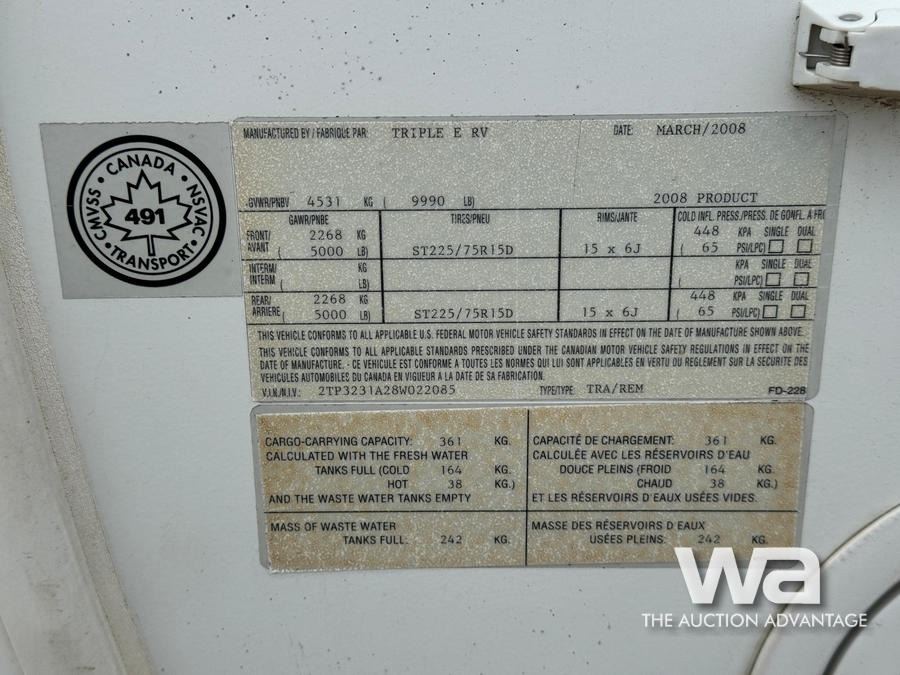 CANADA
CMVSS NSVAC
491
TRANSPORT
MANUFACTURED BY / FABRIQUE PAR: TRIPLE E RV DATE: MARCH/2008
GVWR/PNBV 4531 KG ( 9990 LB) 2008 PRODUCT
GAWR/PNBE TIRES/PNEU RIMS/JANTE COLD INFL. PRESS./PRESS. DE GONFL. A FR
FRONT/ 2268 KG 448 KPA SINGLE DUAL
AVANT ( 5000 LB) ST225/75R15D 15 x 6J ( 65 PSI/LPC)
INTERM/ KG KPA SINGLE DUAL
INTERM ( LB) ( PSI/LPC)
REAR/ 2268 KG 448 KPA SINGLE DUAL
ARRIERE ( 5000 LB) ST225/75R15D 15 x 6J ( 65 PSI/LPC)
THIS VEHICLE CONFORMS TO ALL APPLICABLE U.S. FEDERAL MOTOR VEHICLE SAFETY STANDARDS IN EFFECT ON THE DATE OF MANUFACTURE SHOWN ABOVE.
THIS VEHICLE CONFORMS TO ALL APPLICABLE STANDARDS PRESCRIBED UNDER THE CANADIAN MOTOR VEHICLE SAFETY REGULATIONS IN EFFECT ON THE
DATE OF MANUFACTURE. - CE VEHICULE EST CONFORME A TOUTES LES NORMES QUI LUI SONT APPLICABLES EN VERTU DU REGLEMENT SUR LA SECURITE DES
VEHICULES AUTOMOBILES DU CANADA EN VIGUEUR A LA DATE DE SA FABRICATION.
V.I.N./N.I.V.: 2TP3231A28W022085 TYPE/TYPE: TRA/REM FD-228
CARGO-CARRYING CAPACITY: 361 KG.
CALCULATED WITH THE FRESH WATER
TANKS FULL (COLD 164 KG.
HOT 38 KG.)
AND THE WASTE WATER TANKS EMPTY
MASS OF WASTE WATER
TANKS FULL: 242 KG.
CAPACITÉ DE CHARGEMENT: 361 KG.
CALCULÉE AVEC LES RÉSERVOIRS D'EAU
DOUCE PLEINS (FROID 164 KG.
CHAUD 38 KG.)
ET LES RÉSERVOIRS D'EAUX USÉES VIDES.
MASSE DES RÉSERVOIRS D'EAUX
USÉES PLEINS: 242 KG.
wa
THE AUCTION ADVANTAGE